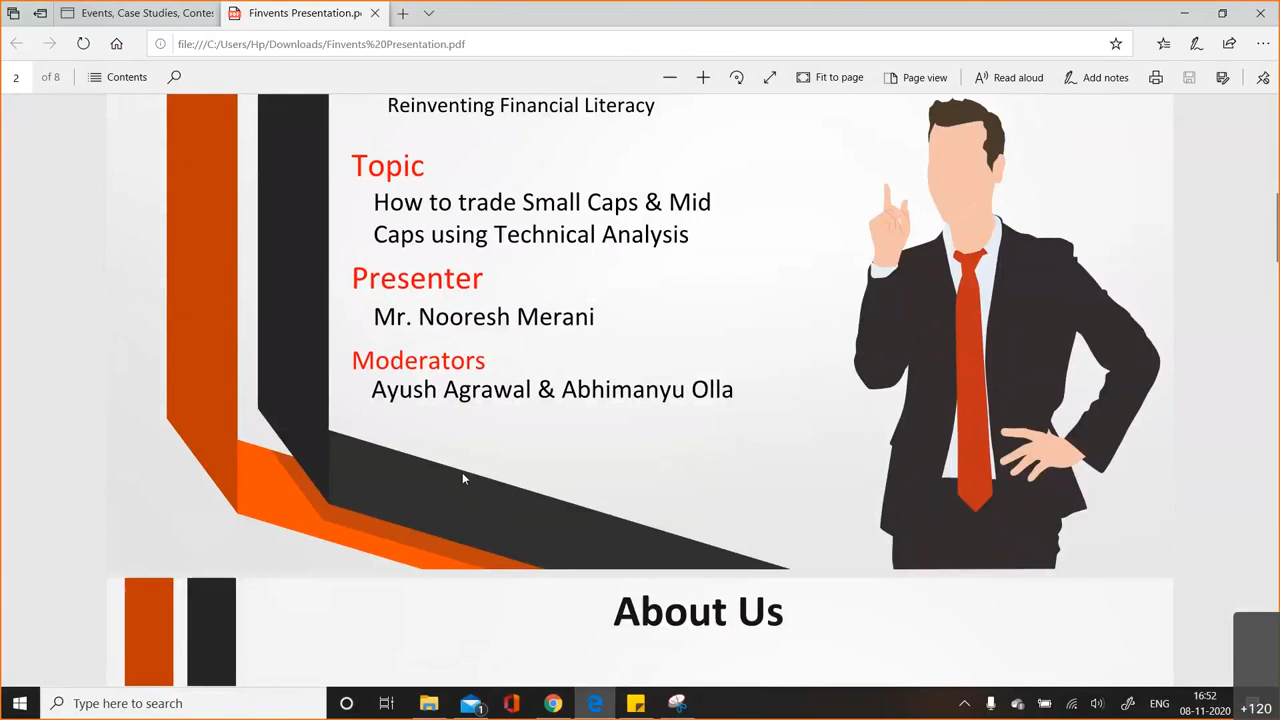 Events, Case Studies, Contes
Finvents Presentation.pd
file:///C:/Users/Hp/Downloads/Finvents%20Presentation.pdf
2 of 8 Contents Fit to page Page view Read aloud Add notes
Reinventing Financial Literacy
Topic
How to trade Small Caps & Mid
Caps using Technical Analysis
Presenter
Mr. Nooresh Merani
Moderators
Ayush Agrawal & Abhimanyu Olla
About Us
Type here to search
1
ENG
16:52
08-11-2020
+120